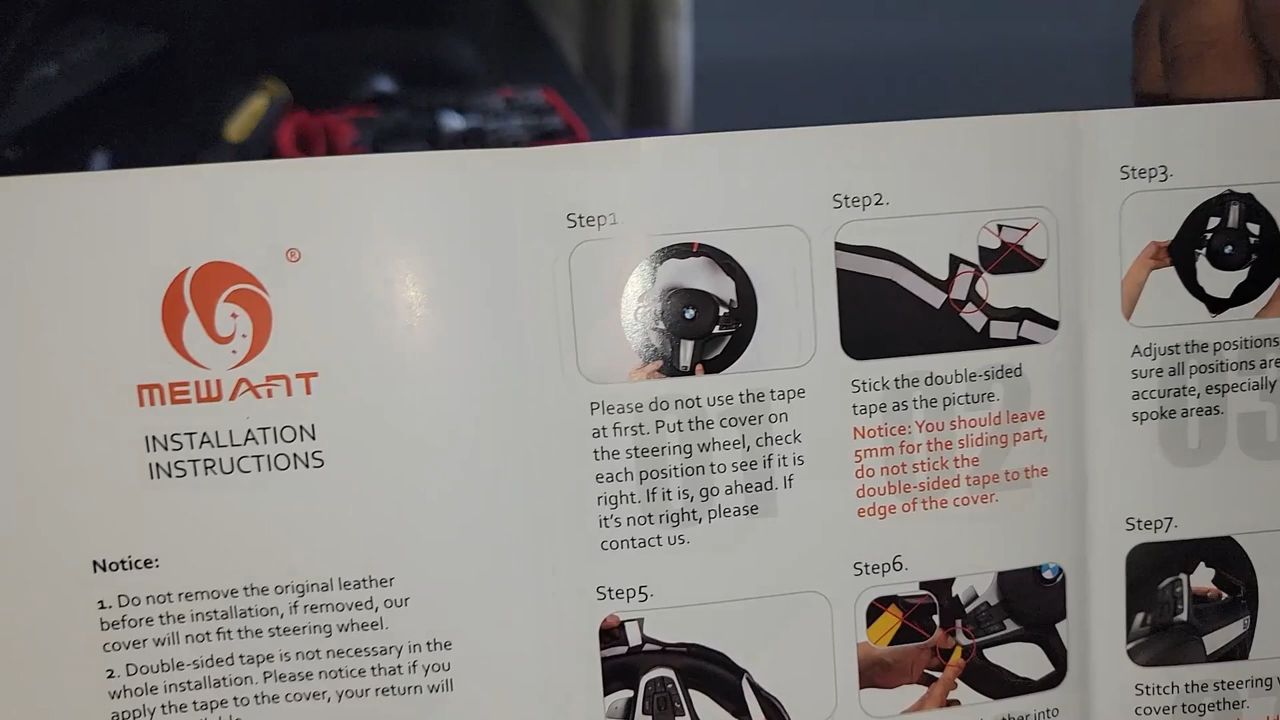 ®
MEWANT
INSTALLATION
INSTRUCTIONS
Notice:
1. Do not remove the original leather
before the installation, if removed, our
cover will not fit the steering wheel.
2. Double-sided tape is not necessary in the
whole installation. Please notice that if you
apply the tape to the cover, your return will
Step1.
Please do not use the tape
at first. Put the cover on
the steering wheel, check
each position to see if it is
right. If it is, go ahead. If
it's not right, please
contact us.
01
Step2.
Stick the double-sided
tape as the picture.
Notice: You should leave
5mm for the sliding part,
do not stick the
double-sided tape to the
edge of the cover.
02
Step3.
Adjust the positions
sure all positions are
accurate, especially
spoke areas.
03
Step5.
Step6.
into
Step7.
Stitch the steering
cover together.